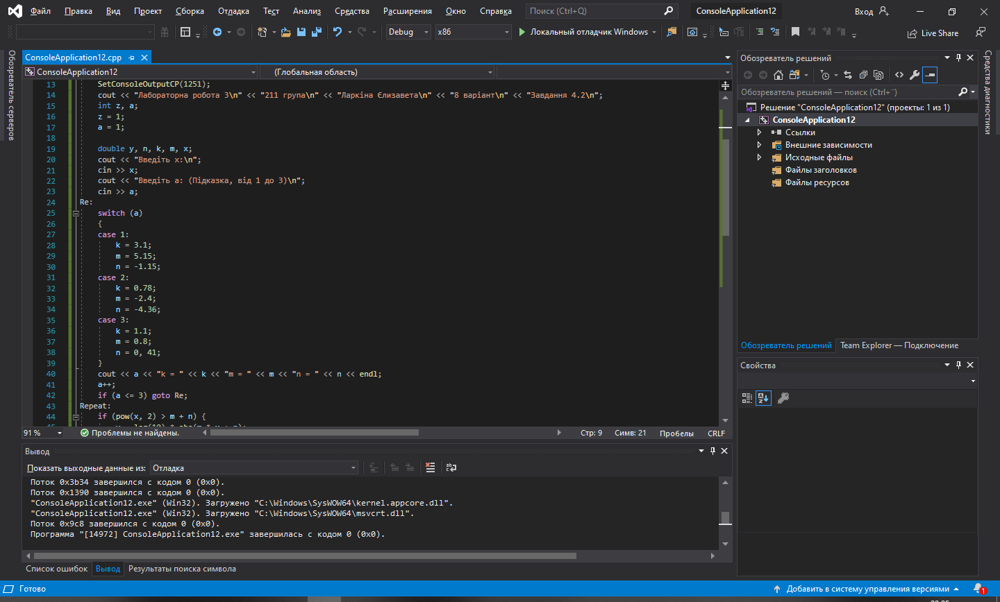 Файл Правка Вид Проект Сборка Отладка Тест Анализ Средства Расширения Окно Справка Поиск (Ctrl+Q) ConsoleApplication12 Вход
Debug x86 Локальный отладчик Windows Live Share
Обозреватель серверов
ConsoleApplication12.cpp
ConsoleApplication12 (Глобальная область)
13 SetConsoleOutputCP(1251);
14 cout << "Лабораторна робота 3\n" << "211 група\n" << "Ларкіна Єлизавета\n" << "8 варіант\n" << "Завдання 4.2\n";
15 int z, a;
16 z = 1;
17 a = 1;
18
19 double y, n, k, m, x;
20 cout << "Введіть x:\n";
21 cin >> x;
22 cout << "Введіть a: (Підказка, від 1 до 3)\n";
23 cin >> a;
24 Re:
25 switch (a)
26 {
27 case 1:
28 k = 3.1;
29 m = 5.15;
30 n = -1.15;
31 case 2:
32 k = 0.78;
33 m = -2.4;
34 n = -4.36;
35 case 3:
36 k = 1.1;
37 m = 0.8;
38 n = 0, 41;
39 }
40 cout << a << "k = " << k << "m = " << m << "n = " << n << endl;
41 a++;
42 if (a <= 3) goto Re;
43 Repeat:
44 if (pow(x, 2) > m + n) {
91 % Проблемы не найдены. Стр: 9 Симв: 21 Пробелы CRLF
Вывод
Показать выходные данные из: Отладка
Поток 0x3b34 завершился с кодом 0 (0x0).
Поток 0x1390 завершился с кодом 0 (0x0).
"ConsoleApplication12.exe" (Win32). Загружено "C:\Windows\SysWOW64\kernel.appcore.dll".
"ConsoleApplication12.exe" (Win32). Загружено "C:\Windows\SysWOW64\msvcrt.dll".
Поток 0x9c8 завершился с кодом 0 (0x0).
Программа "[14972] ConsoleApplication12.exe" завершилась с кодом 0 (0x0).
Список ошибок Вывод Результаты поиска символа
Обозреватель решений
Обозреватель решений — поиск (Ctrl+¨)
Решение "ConsoleApplication12" (проекты: 1 из 1)
ConsoleApplication12
Ссылки
Внешние зависимости
Исходные файлы
Файлы заголовков
Файлы ресурсов
Обозреватель решений Team Explorer — Подключение
Свойства
Средства диагностики
Готово Добавить в систему управления версиями 1